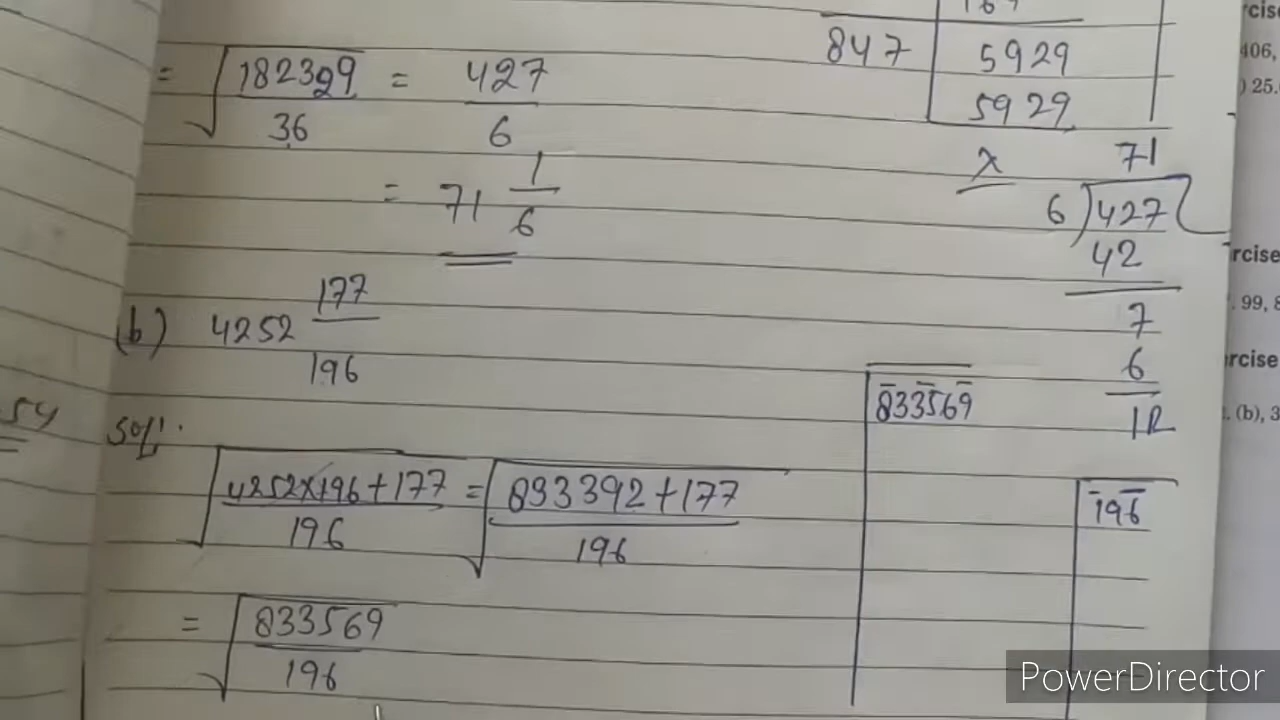 = √182329/36 = 427/6
= 71 1/6
847 | 5929
5929
x
71
6)427
42
7
6
1R
(b) 4252 177/196
54
Sol!.
√4252×196+177/196 = √833392+177/196
= √833569/196
833569
196
rcise
406,
) 25.
rcise
99, 8
rcise
. (b), 3
PowerDirector